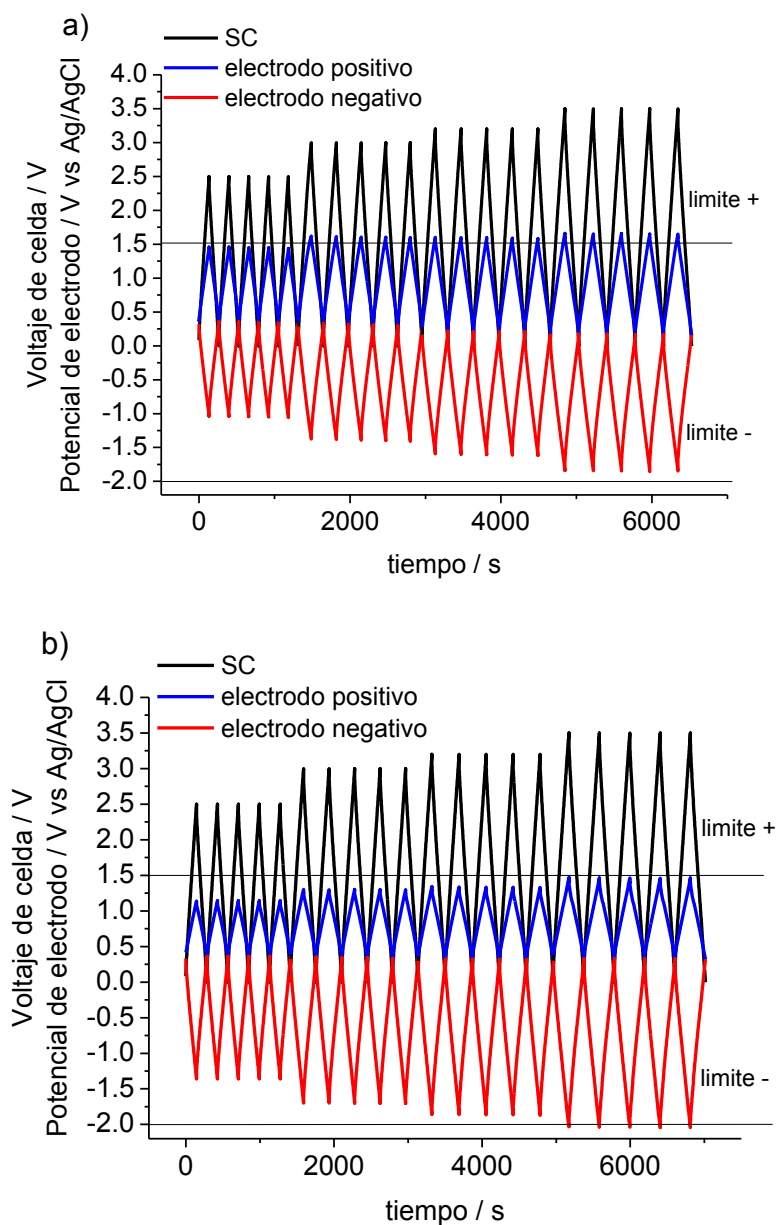 a)
SC
electrodo positivo
electrodo negativo
Voltaje de celda / V
Potencial de electrodo / V vs Ag/AgCl
4.0
3.5
3.0
2.5
2.0
1.5
1.0
0.5
0.0
-0.5
-1.0
-1.5
-2.0
limite +
limite -
0 2000 4000 6000
tiempo / s
b)
SC
electrodo positivo
electrodo negativo
Voltaje de celda / V
Potencial de electrodo / V vs Ag/AgCl
4.0
3.5
3.0
2.5
2.0
1.5
1.0
0.5
0.0
-0.5
-1.0
-1.5
-2.0
limite +
limite -
0 2000 4000 6000
tiempo / s